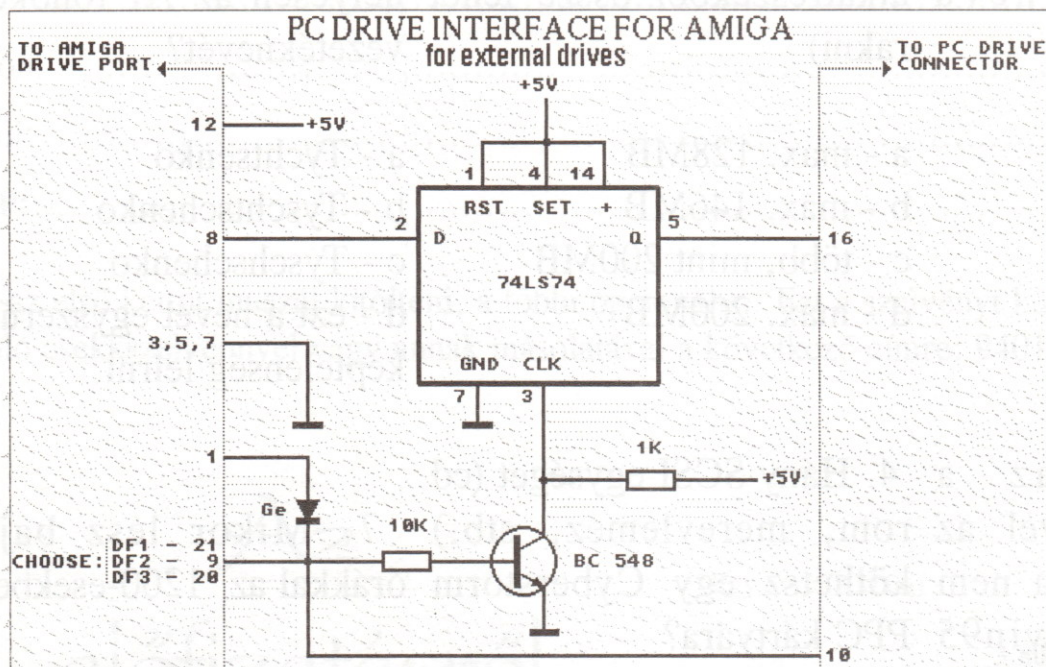 PC DRIVE INTERFACE FOR AMIGA
for external drives
TO AMIGA
DRIVE PORT
TO PC DRIVE
CONNECTOR
+5V
12
+5V
1
4
14
RST
SET
+
2
5
8
D
Q
16
74LS74
3,5,7
GND
CLK
7
3
1
1K
+5V
Ge
10K
CHOOSE:
DF1 - 21
DF2 - 9
DF3 - 20
BC 548
10